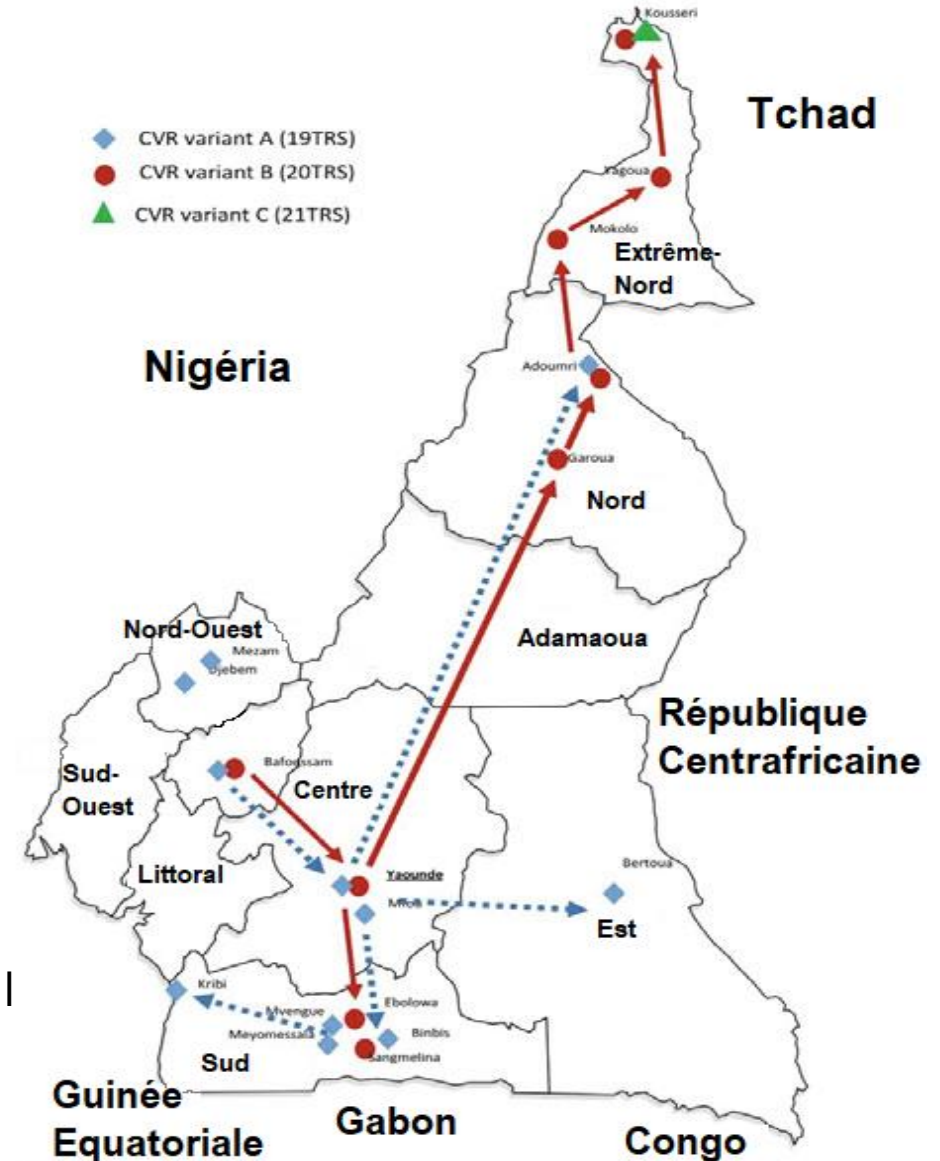 Kousseri
Tchad
CVR variant A (19TRS)
CVR variant B (20TRS)
CVR variant C (21TRS)
Yagoua
Mokolo
Extrême-
Nord
Nigéria
Adoumri
Garoua
Nord
Nord-Ouest
Mezam
Djebem
Adamaoua
République
Centrafricaine
Bafoussam
Sud-
Ouest
Centre
Littoral
Yaounde
Mfou
Bertoua
Est
Kribi
Ebolowa
Mvengue
Binbis
Meyomessala
Sangmelina
Sud
Guinée
Equatoriale
Gabon
Congo